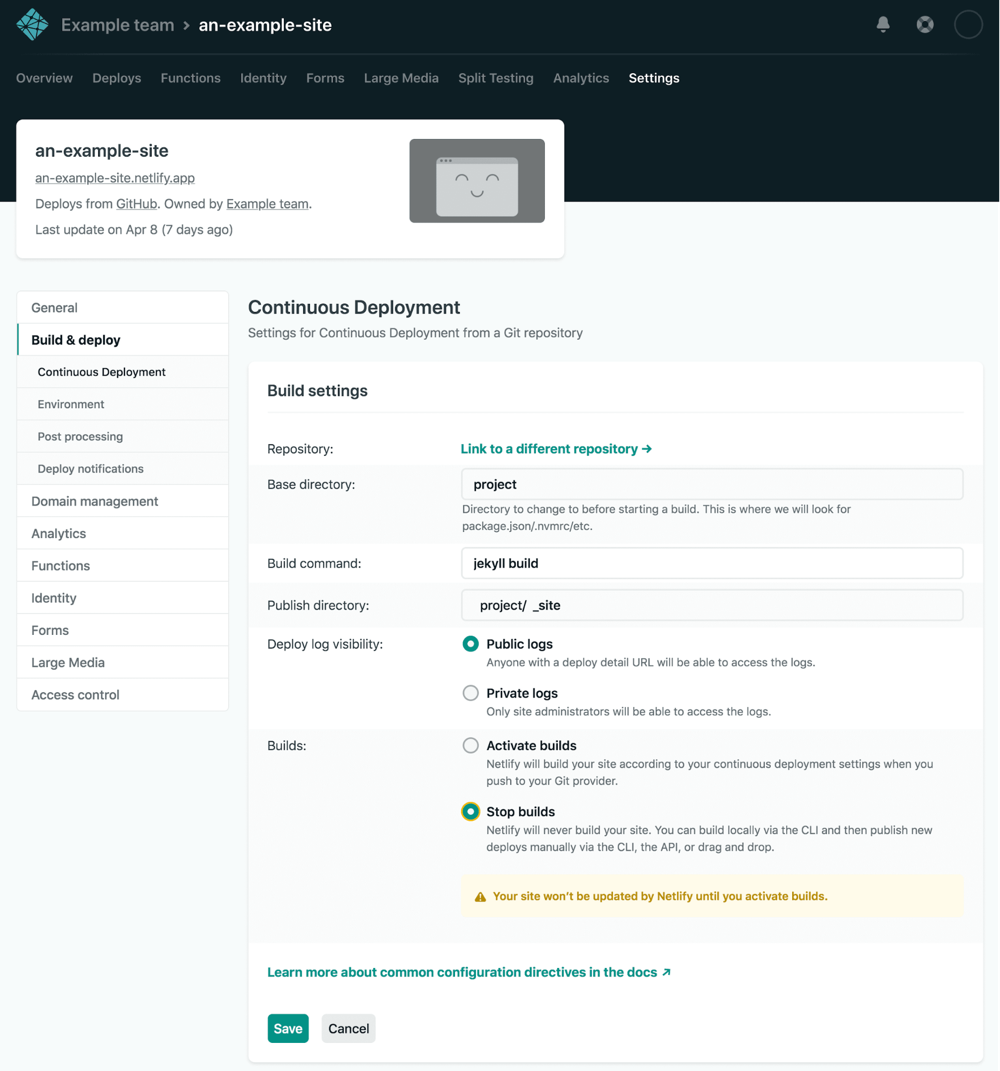 Example team > an-example-site
Overview Deploys Functions Identity Forms Large Media Split Testing Analytics Settings
an-example-site
an-example-site.netlify.app
Deploys from GitHub. Owned by Example team.
Last update on Apr 8 (7 days ago)
General
Build & deploy
Continuous Deployment
Environment
Post processing
Deploy notifications
Domain management
Analytics
Functions
Identity
Forms
Large Media
Access control
Continuous Deployment
Settings for Continuous Deployment from a Git repository
Build settings
Repository: Link to a different repository →
Base directory: project
Directory to change to before starting a build. This is where we will look for
package.json/.nvmrc/etc.
Build command: jekyll build
Publish directory: project/ _site
Deploy log visibility: Public logs
Anyone with a deploy detail URL will be able to access the logs.
Private logs
Only site administrators will be able to access the logs.
Builds: Activate builds
Netlify will build your site according to your continuous deployment settings when you
push to your Git provider.
Stop builds
Netlify will never build your site. You can build locally via the CLI and then publish new
deploys manually via the CLI, the API, or drag and drop.
Your site won't be updated by Netlify until you activate builds.
Learn more about common configuration directives in the docs ↗
Save Cancel